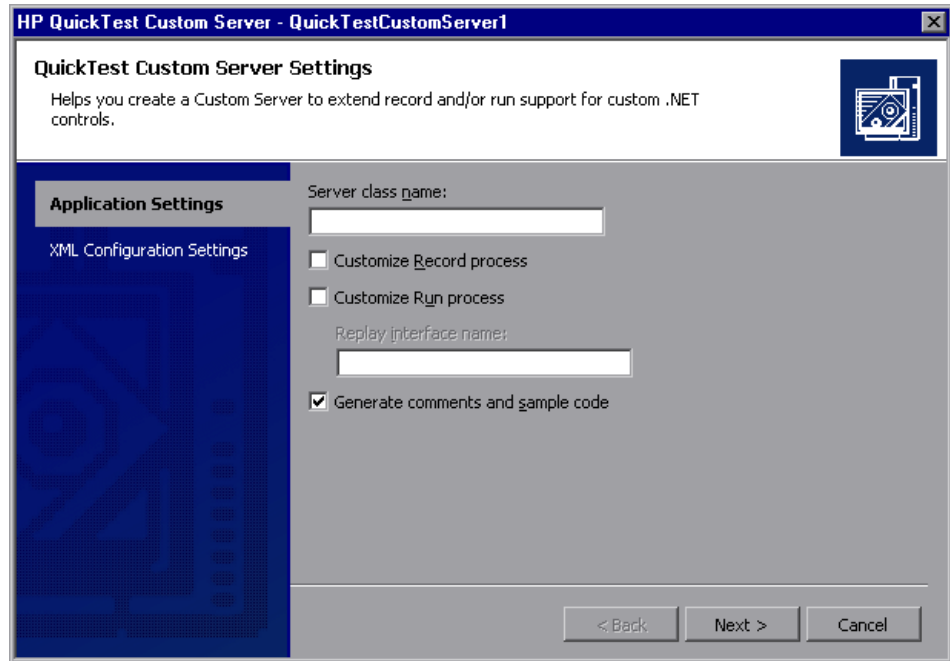 HP QuickTest Custom Server - QuickTestCustomServer1
QuickTest Custom Server Settings
Helps you create a Custom Server to extend record and/or run support for custom .NET
controls.
Application Settings
XML Configuration Settings
Server class name:
Customize Record process
Customize Run process
Replay interface name:
Generate comments and sample code
< Back
Next >
Cancel